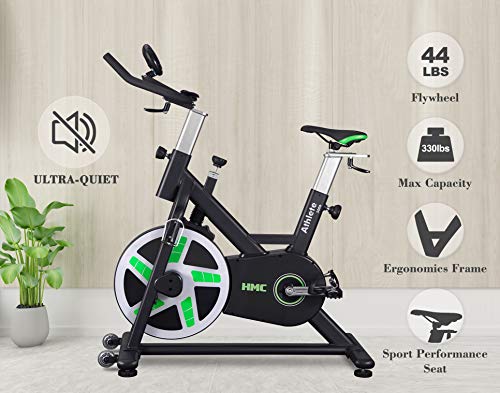 44
LBS
Flywheel
330lbs
Max Capacity
ULTRA-QUIET
Athlete
HMC
Ergonomics Frame
Sport Performance
Seat